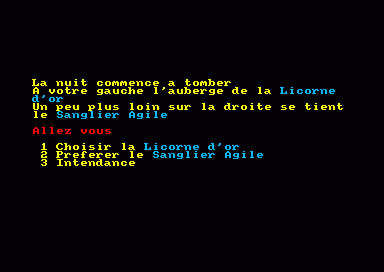 La nuit commence a tomber
A votre gauche l'auberge de la Licorne
d'or
Un peu plus loin sur la droite se tient
le Sanglier Agile
Allez vous
1 Choisir la Licorne d'or
2 Preferer le Sanglier Agile
3 Intendance